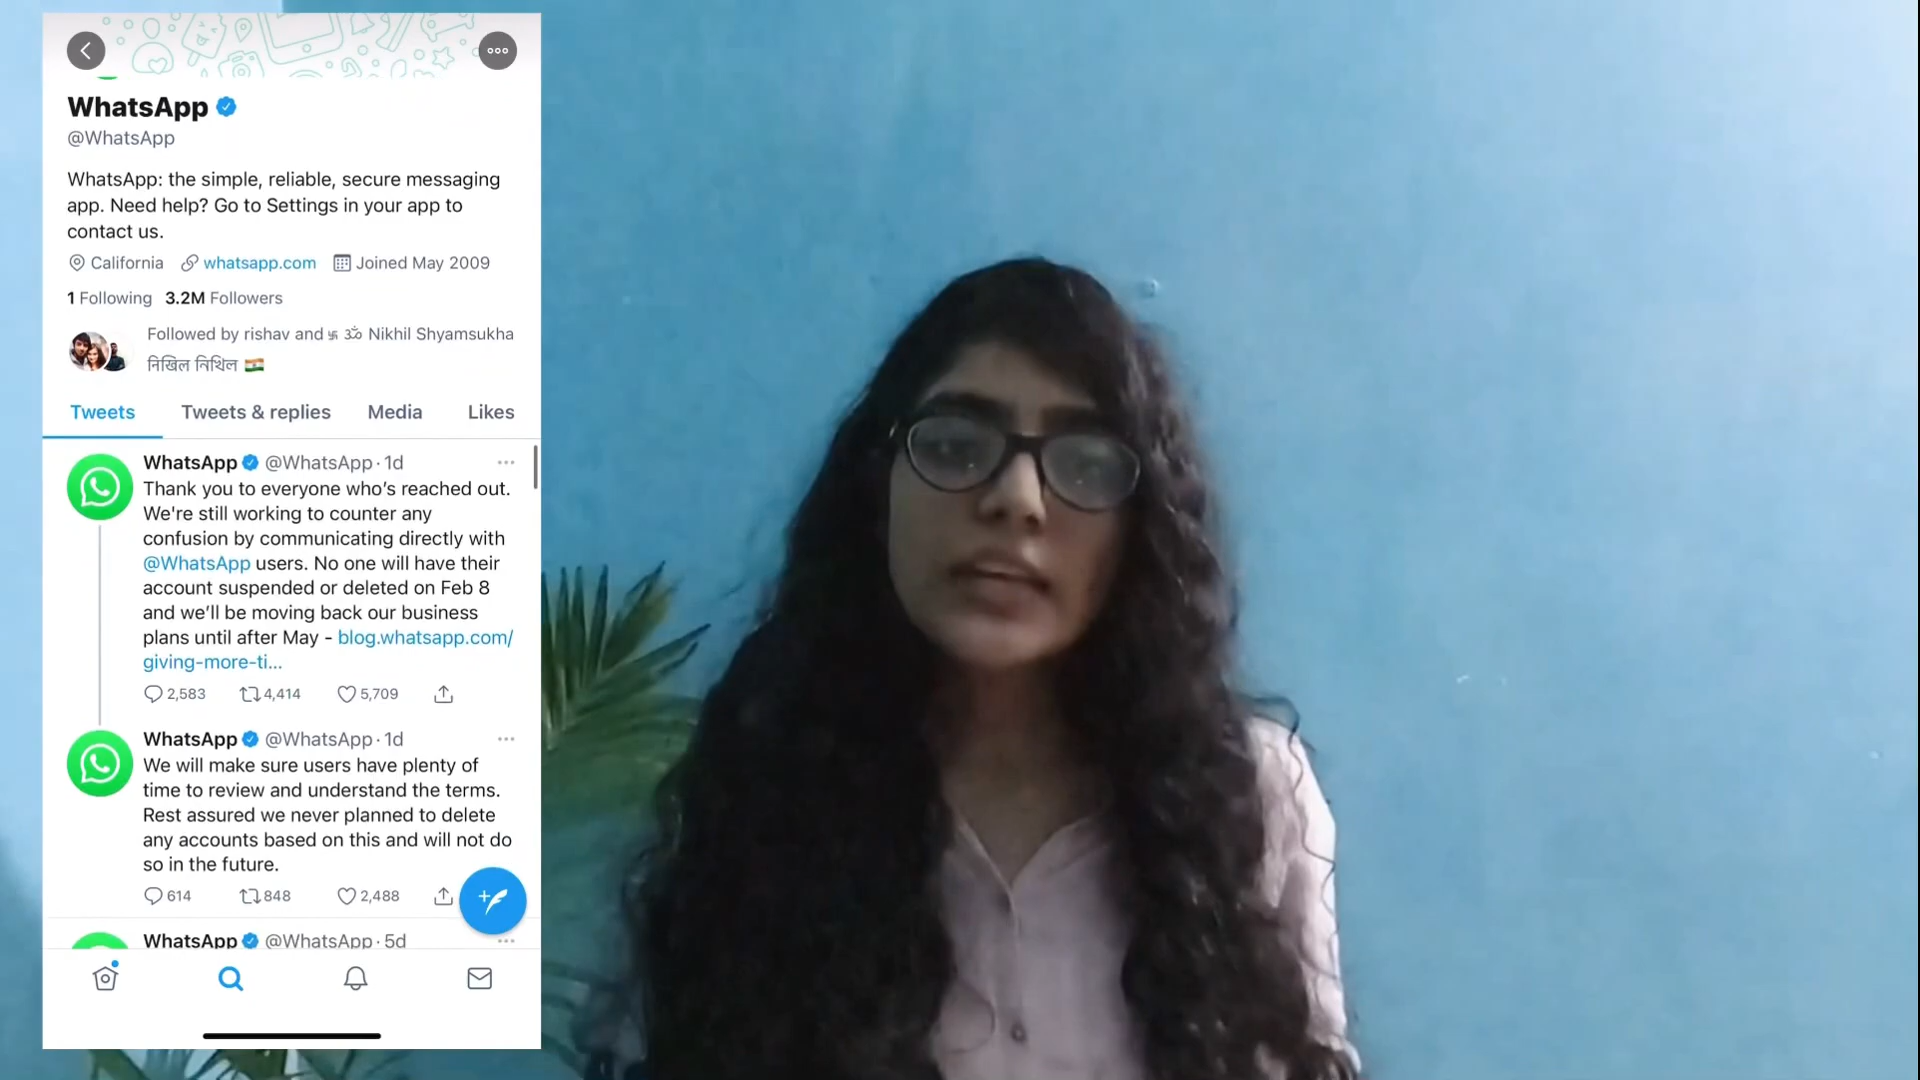 WhatsApp
@WhatsApp
WhatsApp: the simple, reliable, secure messaging
app. Need help? Go to Settings in your app to
contact us.
California whatsapp.com Joined May 2009
1 Following 3.2M Followers
Followed by rishav and 卐 ॐ Nikhil Shyamsukha
निखिल निथिल 🇮🇳
Tweets Tweets & replies Media Likes
WhatsApp @WhatsApp · 1d
Thank you to everyone who’s reached out.
We're still working to counter any
confusion by communicating directly with
@WhatsApp users. No one will have their
account suspended or deleted on Feb 8
and we’ll be moving back our business
plans until after May - blog.whatsapp.com/
giving-more-ti...
2,583 4,414 5,709
WhatsApp @WhatsApp · 1d
We will make sure users have plenty of
time to review and understand the terms.
Rest assured we never planned to delete
any accounts based on this and will not do
so in the future.
614 848 2,488
WhatsApp @WhatsApp · 5d